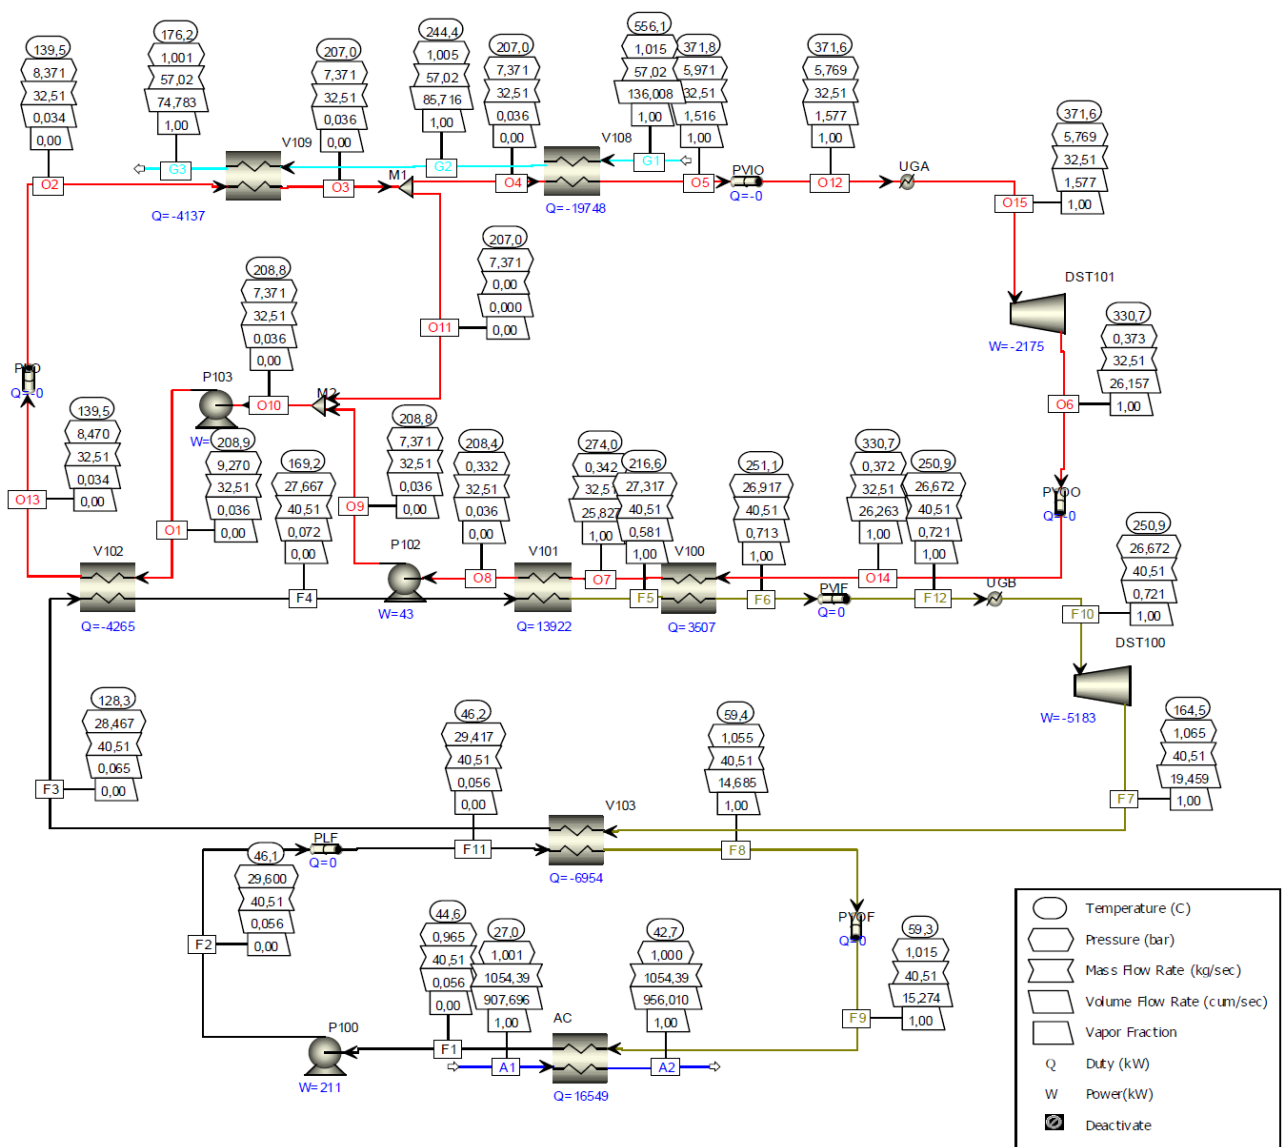 139,5
8,371
32,51
0,034
0,00
O2
176,2
1,001
57,02
74,783
1,00
G3
V109
Q=-4137
207,0
7,371
32,51
0,036
0,00
O3
M1
244,4
1,005
57,02
85,716
1,00
G2
207,0
7,371
32,51
0,036
0,00
O4
V108
Q=-19748
556,1
1,015
57,02
136,008
1,00
G1
371,8
5,971
32,51
1,516
1,00
O5
PVIO
Q=-0
371,6
5,769
32,51
1,577
1,00
O12
UGA
371,6
5,769
32,51
1,577
1,00
O15
DST101
W=-2175
330,7
0,373
32,51
26,157
1,00
O6
207,0
7,371
0,00
0,000
0,00
O11
208,8
7,371
32,51
0,036
0,00
O10
M2
P103
W=
208,9
9,270
32,51
0,036
0,00
O1
Q=-0
139,5
8,470
32,51
0,034
0,00
O13
V102
Q=-4265
169,2
27,667
40,51
0,072
0,00
F4
208,8
7,371
32,51
0,036
0,00
O9
P102
W=43
208,4
0,332
32,51
0,036
0,00
O8
V101
Q=13922
274,0
0,342
32,51
25,827
1,00
O7
216,6
27,317
40,51
0,581
1,00
F5
V100
Q=3507
251,1
26,917
40,51
0,713
1,00
F6
PVIF
Q=0
330,7
0,372
32,51
26,263
1,00
O14
250,9
26,672
40,51
0,721
1,00
F12
UGB
Q=-0
250,9
26,672
40,51
0,721
1,00
F10
DST100
W=-5183
164,5
1,065
40,51
19,459
1,00
F7
128,3
28,467
40,51
0,065
0,00
F3
46,2
29,417
40,51
0,056
0,00
F11
V103
Q=-6954
59,4
1,055
40,51
14,685
1,00
F8
PLF
Q=0
46,1
29,600
40,51
0,056
0,00
F2
Q=0
59,3
1,015
40,51
15,274
1,00
F9
44,6
0,965
40,51
0,056
0,00
F1
27,0
1,001
1054,39
907,696
1,00
A1
AC
Q=16549
42,7
1,000
1054,39
956,010
1,00
A2
P100
W=211
Temperature (C)
Pressure (bar)
Mass Flow Rate (kg/sec)
Volume Flow Rate (cum/sec)
Vapor Fraction
Q Duty (kW)
W Power(kW)
Deactivate